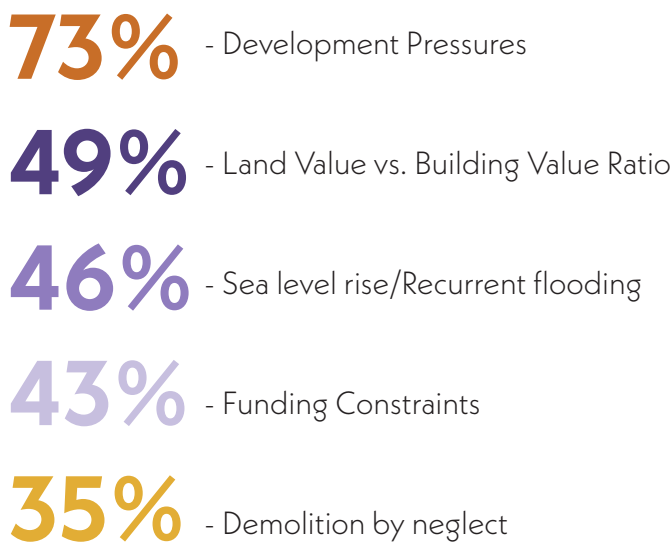 73% - Development Pressures
49% - Land Value vs. Building Value Ratio
46% - Sea level rise/Recurrent flooding
43% - Funding Constraints
35% - Demolition by neglect